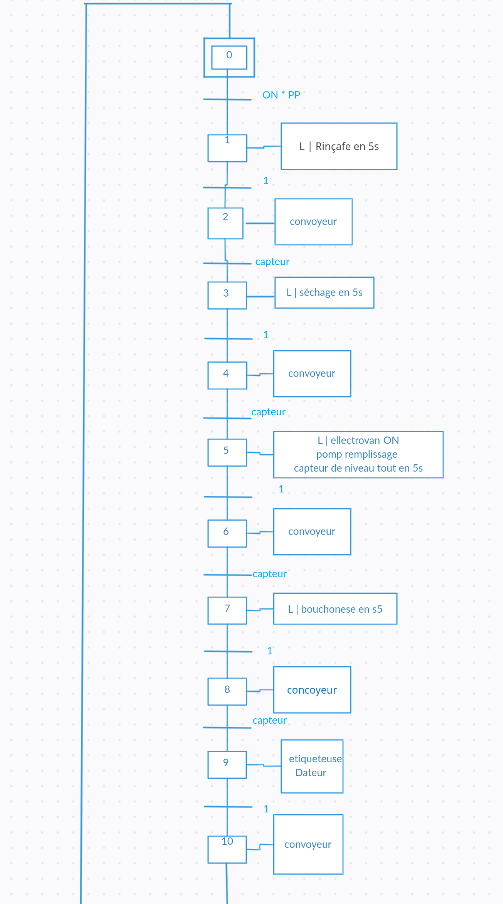 0
ON * PP
1
L | Rinçafe en 5s
1
2
convoyeur
capteur
3
L | séchage en 5s
1
4
convoyeur
capteur
5
L | ellectrovan ON
pomp remplissage
capteur de niveau tout en 5s
1
6
convoyeur
capteur
7
L | bouchonese en s5
1
8
concoyeur
capteur
9
etiqueteuse
Dateur
1
10
convoyeur